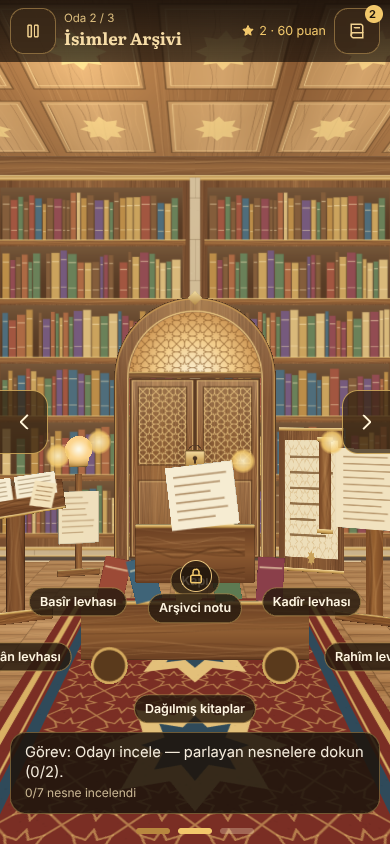 Oda 2 / 3
İsimler Arşivi
2 · 60 puan
2
Basîr levhası
Kadîr levhası
Arşivci notu
ân levhası
Rahîm lev
Dağılmış kitaplar
Görev: Odayı incele — parlayan nesnelere dokun
(0/2).
0/7 nesne incelendi